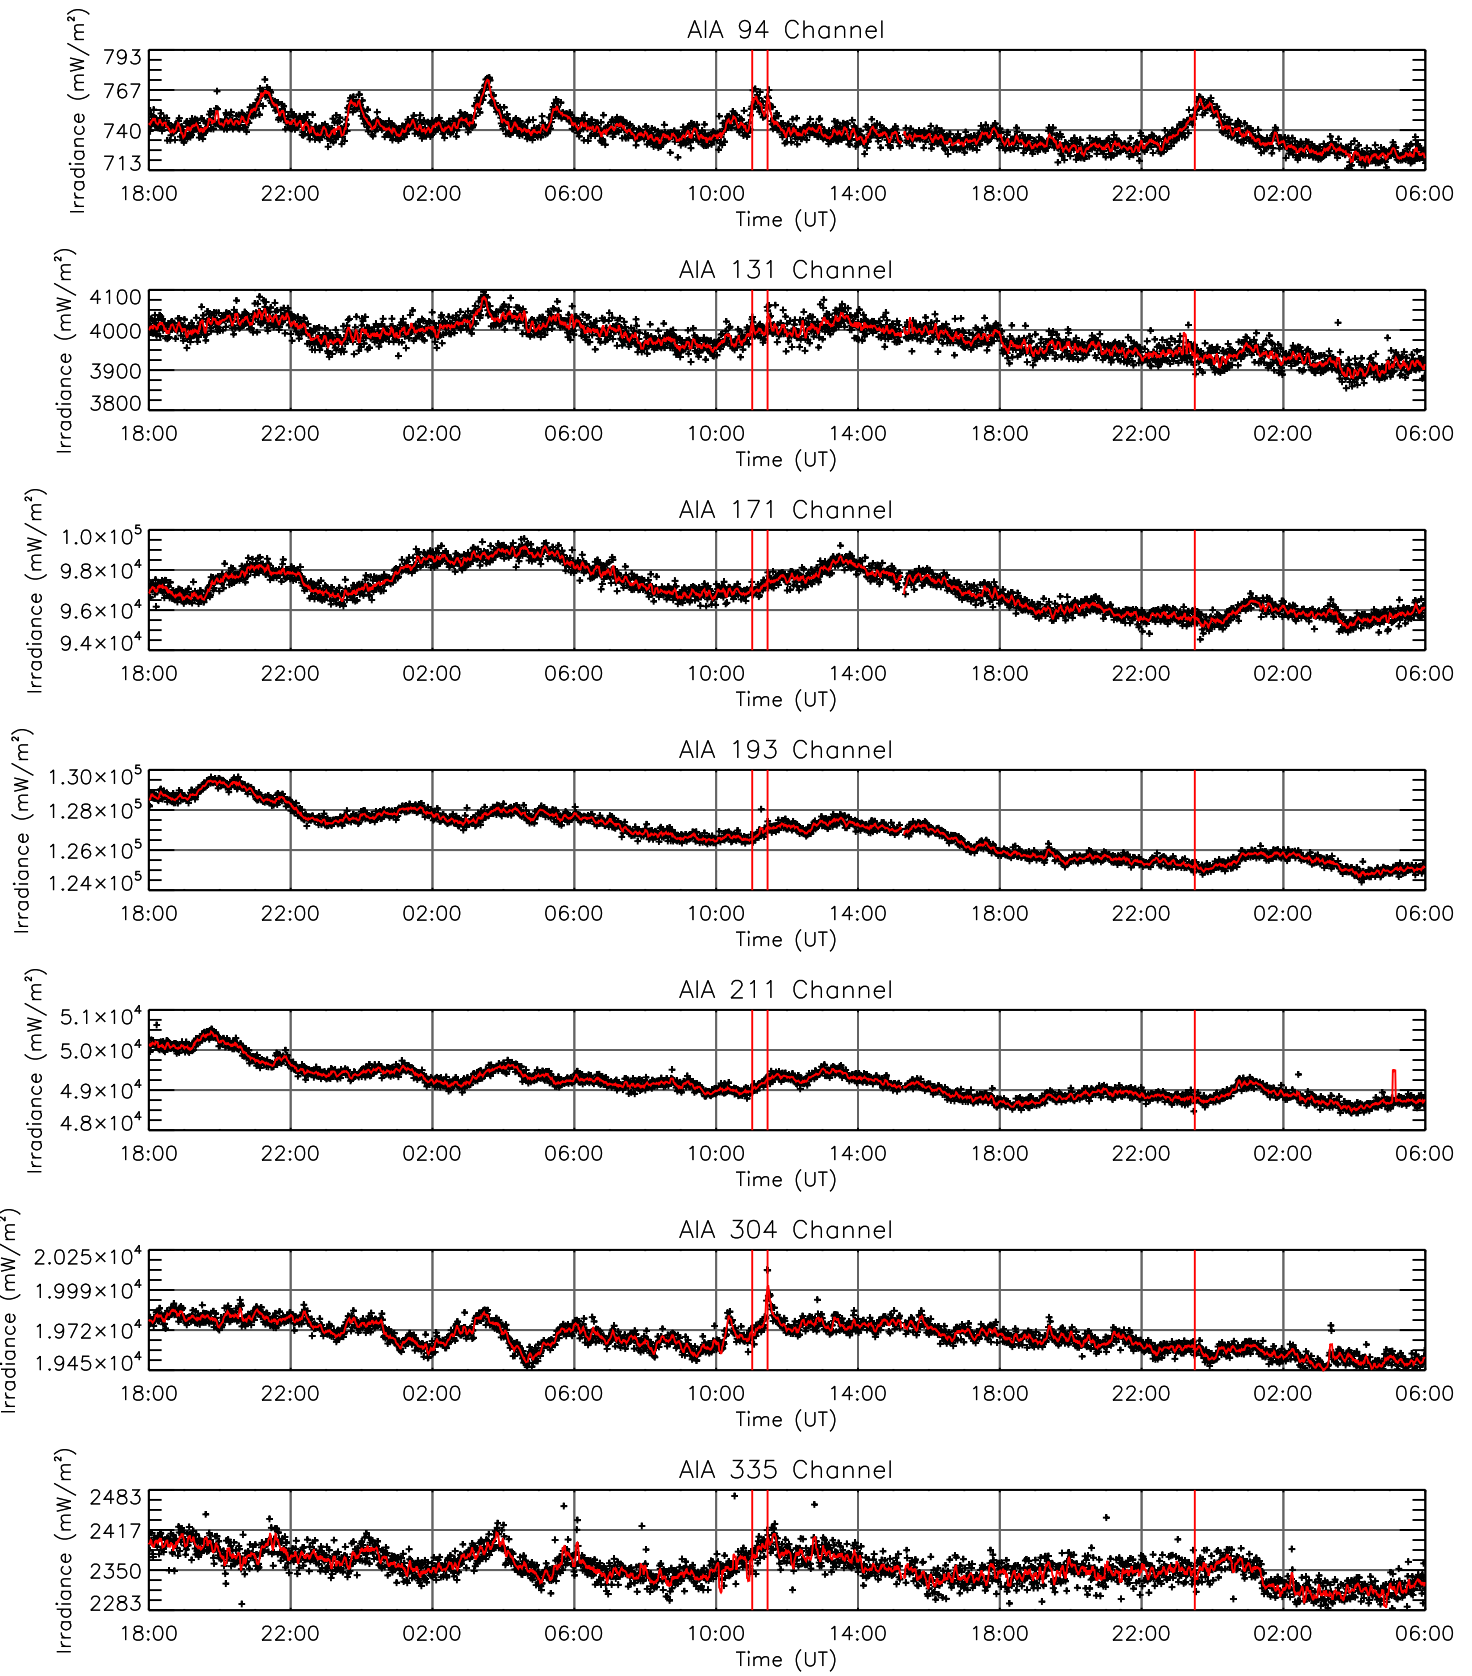 AIA 94 Channel
Irradiance (mW/m²)
793
767
740
713
18:00 22:00 02:00 06:00 10:00 14:00 18:00 22:00 02:00 06:00
Time (UT)
AIA 131 Channel
Irradiance (mW/m²)
4100
4000
3900
3800
18:00 22:00 02:00 06:00 10:00 14:00 18:00 22:00 02:00 06:00
Time (UT)
AIA 171 Channel
Irradiance (mW/m²)
1.0×10⁵
9.8×10⁴
9.6×10⁴
9.4×10⁴
18:00 22:00 02:00 06:00 10:00 14:00 18:00 22:00 02:00 06:00
Time (UT)
AIA 193 Channel
Irradiance (mW/m²)
1.30×10⁵
1.28×10⁵
1.26×10⁵
1.24×10⁵
18:00 22:00 02:00 06:00 10:00 14:00 18:00 22:00 02:00 06:00
Time (UT)
AIA 211 Channel
Irradiance (mW/m²)
5.1×10⁴
5.0×10⁴
4.9×10⁴
4.8×10⁴
18:00 22:00 02:00 06:00 10:00 14:00 18:00 22:00 02:00 06:00
Time (UT)
AIA 304 Channel
Irradiance (mW/m²)
2.025×10⁴
1.999×10⁴
1.972×10⁴
1.945×10⁴
18:00 22:00 02:00 06:00 10:00 14:00 18:00 22:00 02:00 06:00
Time (UT)
AIA 335 Channel
Irradiance (mW/m²)
2483
2417
2350
2283
18:00 22:00 02:00 06:00 10:00 14:00 18:00 22:00 02:00 06:00
Time (UT)